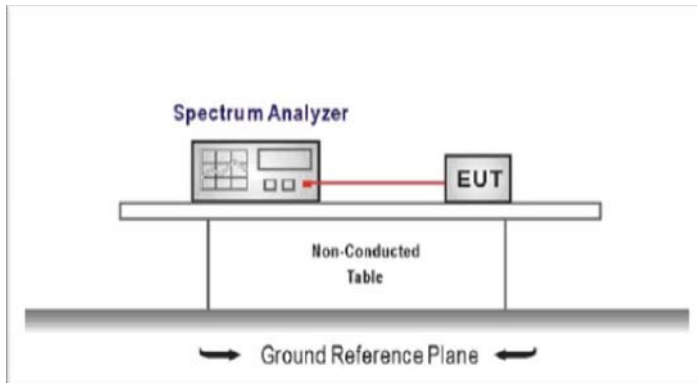 Spectrum Analyzer
EUT
Non-Conducted
Table
Ground Reference Plane